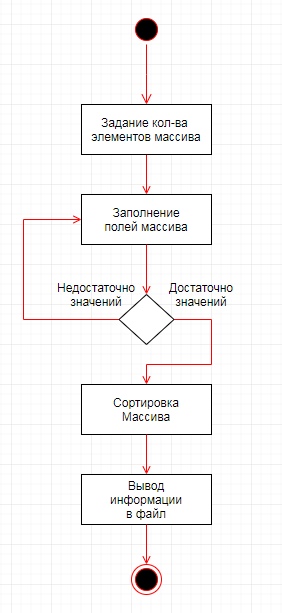 Задание кол-ва
элементов массива
Заполнение
полей массива
Недостаточно
значений
Достаточно
значений
Сортировка
Массива
Вывод
информации
в файл